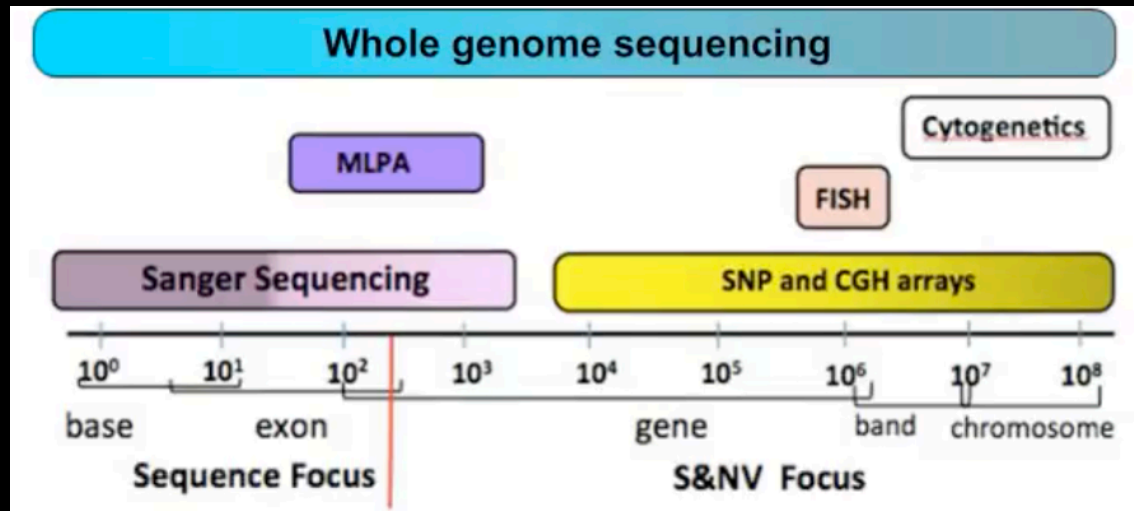 Whole genome sequencing
Cytogenetics
MLPA
FISH
Sanger Sequencing
SNP and CGH arrays
10⁰ 10¹ 10² 10³ 10⁴ 10⁵ 10⁶ 10⁷ 10⁸
base exon gene band chromosome
Sequence Focus S&NV Focus